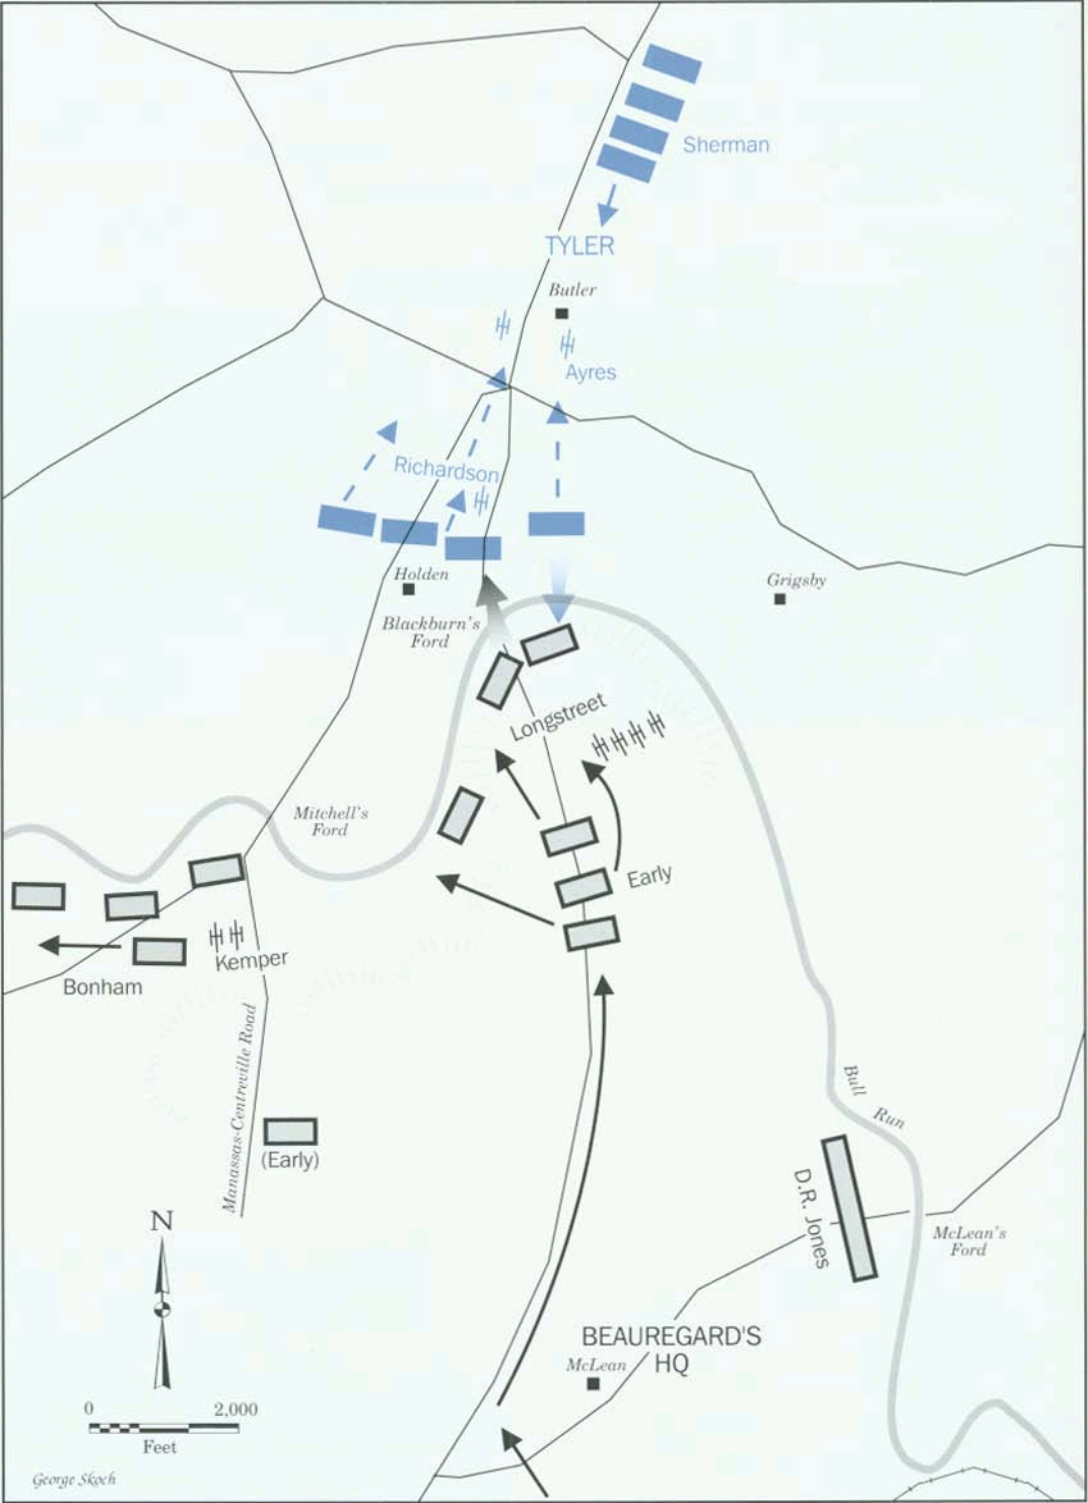 Sherman
TYLER
Butler
Ayres
Richardson
Holden
Grigsby
Blackburn's
Ford
Longstreet
Mitchell's
Ford
Early
Kemper
Bonham
Manassas-Centreville Road
Bull
Run
(Early)
D.R. Jones
McLean's
Ford
N
BEAUREGARD'S
HQ
McLean
0 2,000
Feet
George Skoch